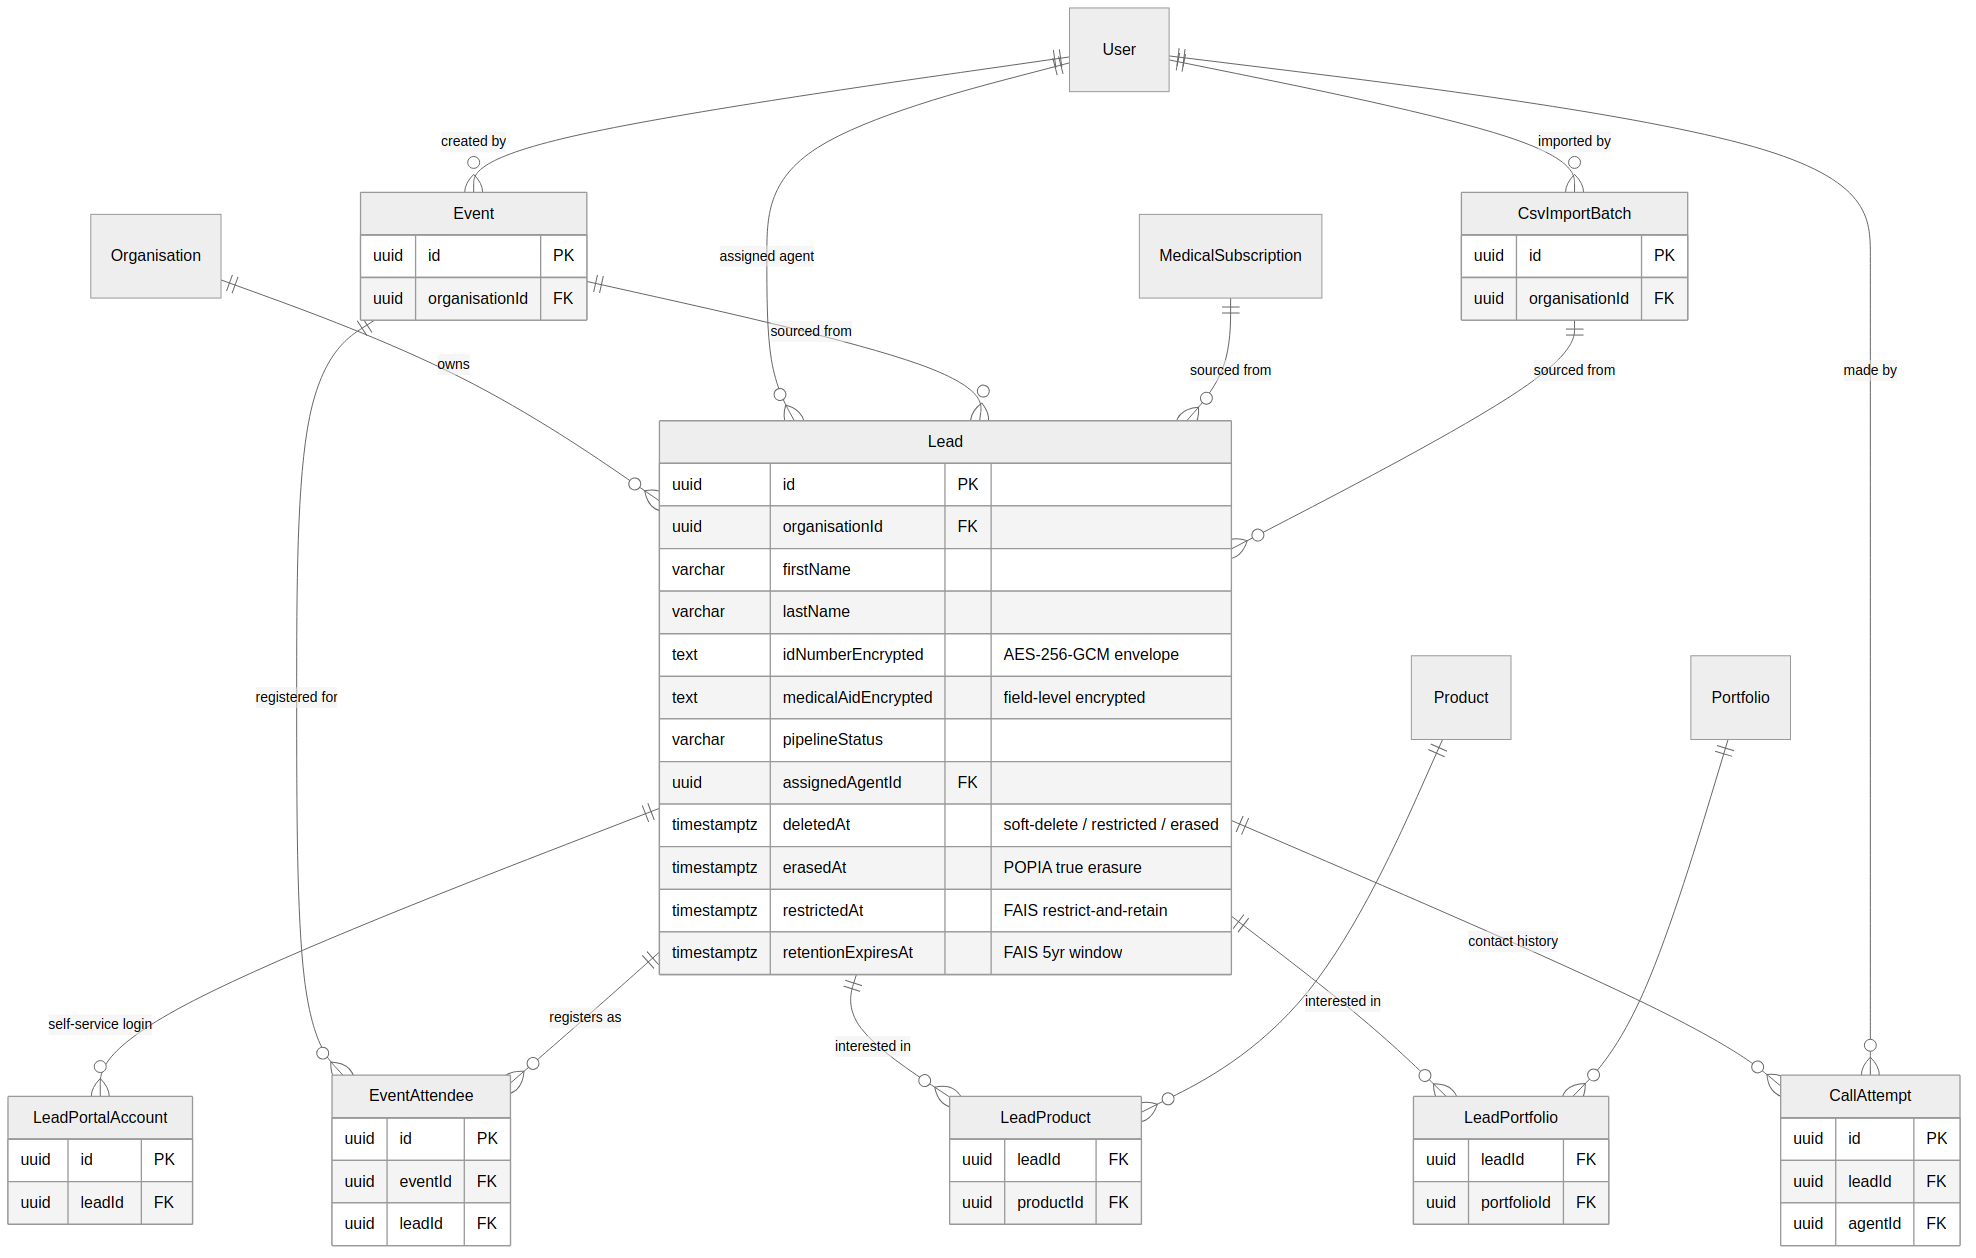 User
created by
imported by
Event
uuid id PK
uuid organisationId FK
Organisation
assigned agent
MedicalSubscription
CsvImportBatch
uuid id PK
uuid organisationId FK
sourced from
owns
sourced from
sourced from
made by
Lead
uuid id PK
uuid organisationId FK
varchar firstName
varchar lastName
text idNumberEncrypted AES-256-GCM envelope
text medicalAidEncrypted field-level encrypted
varchar pipelineStatus
uuid assignedAgentId FK
timestamptz deletedAt soft-delete / restricted / erased
timestamptz erasedAt POPIA true erasure
timestamptz restrictedAt FAIS restrict-and-retain
timestamptz retentionExpiresAt FAIS 5yr window
registered for
Product
Portfolio
contact history
self-service login
registers as
interested in
interested in
LeadPortalAccount
uuid id PK
uuid leadId FK
EventAttendee
uuid id PK
uuid eventId FK
uuid leadId FK
LeadProduct
uuid leadId FK
uuid productId FK
LeadPortfolio
uuid leadId FK
uuid portfolioId FK
CallAttempt
uuid id PK
uuid leadId FK
uuid agentId FK